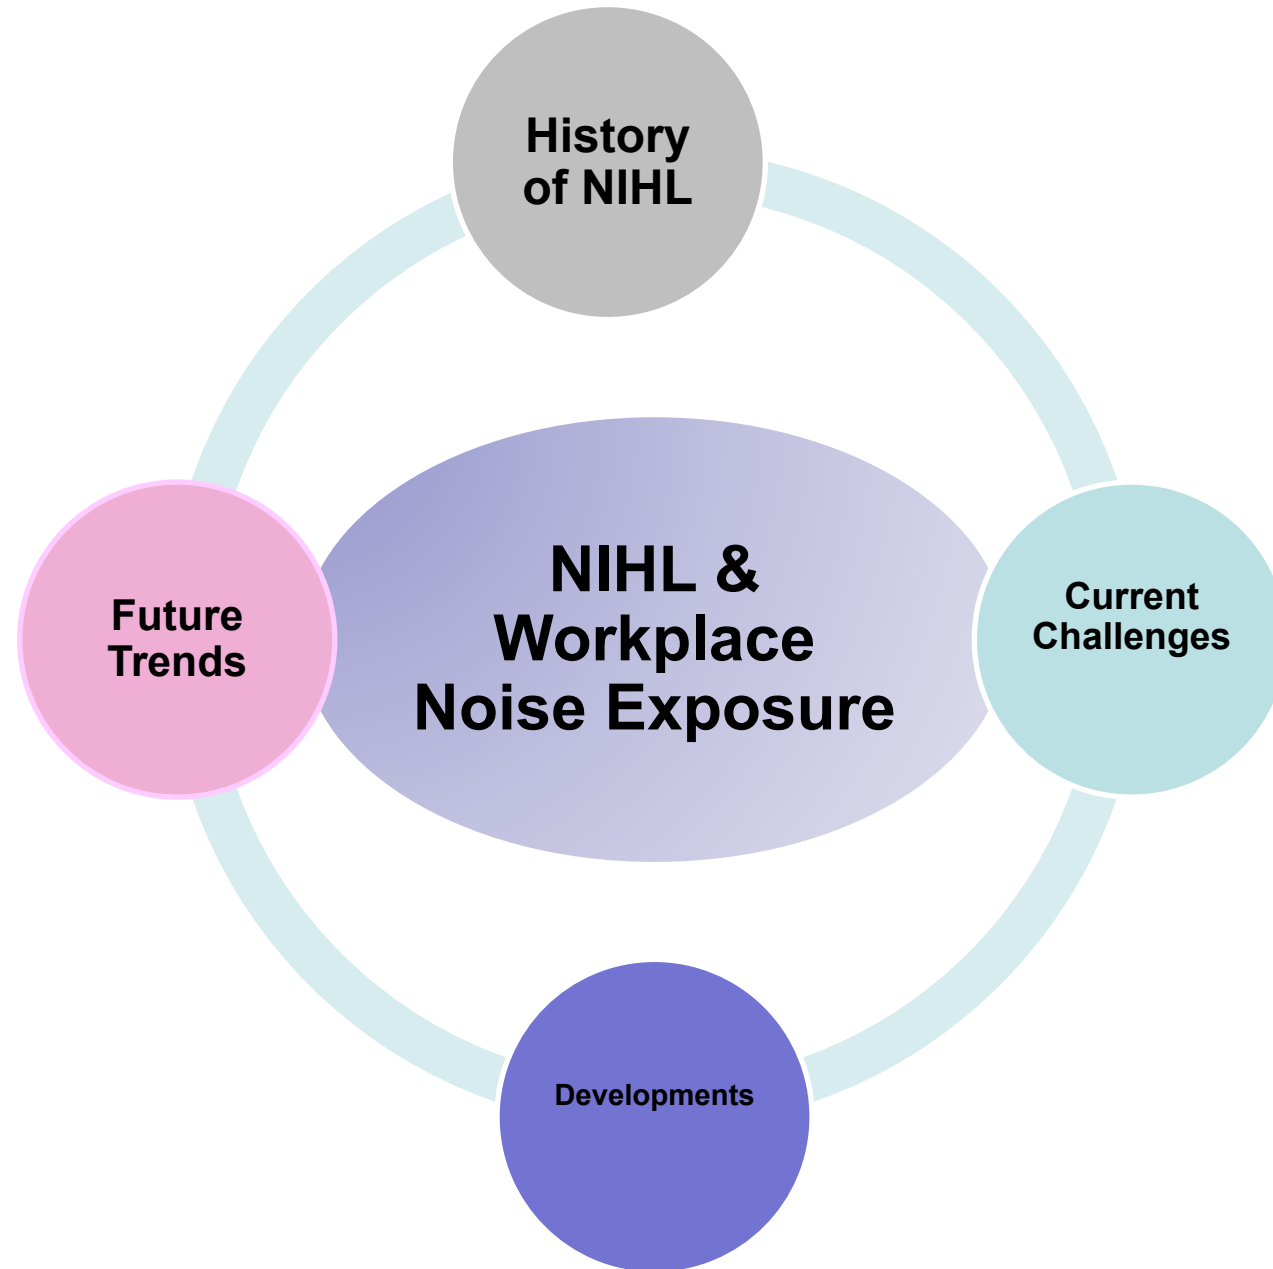 History
of NIHL
NIHL &
Workplace
Noise Exposure
Current
Challenges
Future
Trends
Developments